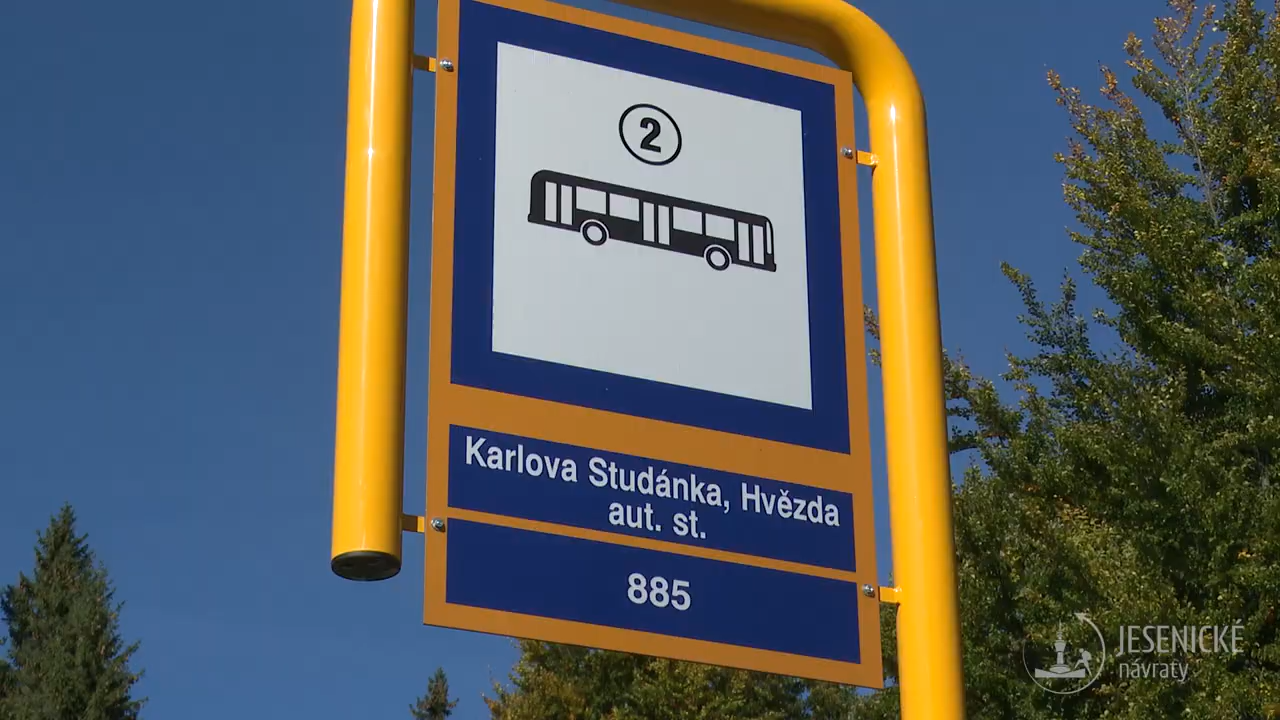 2
Karlova Studánka, Hvězda
aut. st.
885
JESENICKÉ
návraty